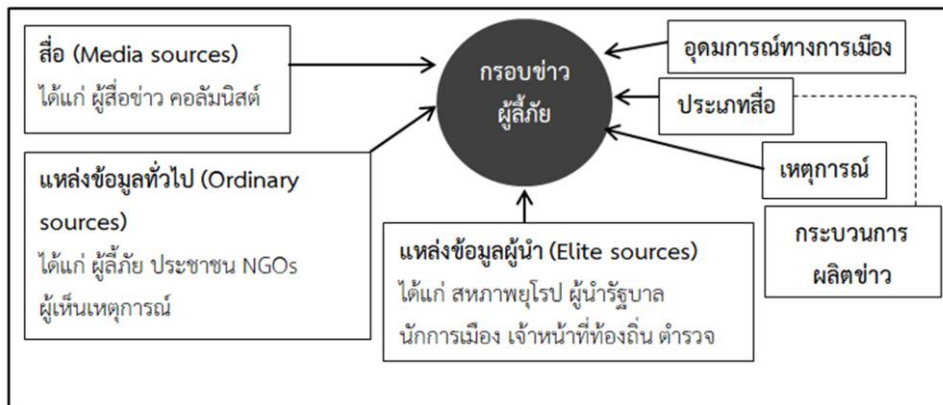 สื่อ (Media sources)
ได้แก่ ผู้สื่อข่าว คอลัมนิสต์
แหล่งข้อมูลทั่วไป (Ordinary
sources)
ได้แก่ ผู้ลี้ภัย ประชาชน NGOs
ผู้เห็นเหตุการณ์
กรอบข่าว
ผู้ลี้ภัย
แหล่งข้อมูลผู้นำ (Elite sources)
ได้แก่ สหภาพยุโรป ผู้นำรัฐบาล
นักการเมือง เจ้าหน้าที่ท้องถิ่น ตำรวจ
อุดมการณ์ทางการเมือง
ประเภทสื่อ
เหตุการณ์
กระบวนการ
ผลิตข่าว